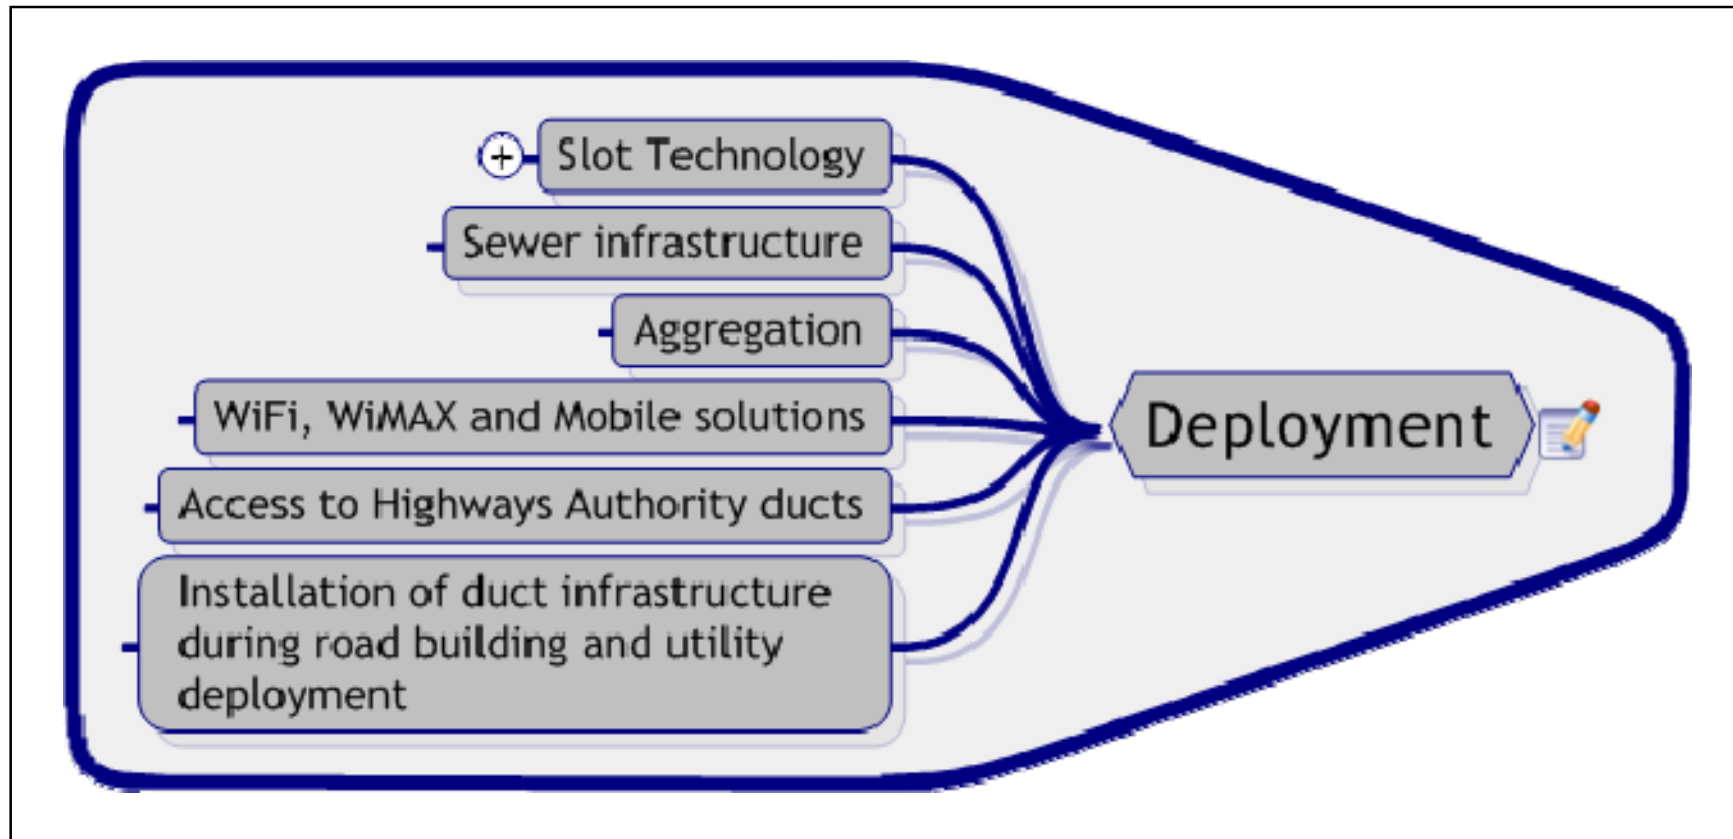 Slot Technology
Sewer infrastructure
Aggregation
WiFi, WiMAX and Mobile solutions
Access to Highways Authority ducts
Installation of duct infrastructure
during road building and utility
deployment
Deployment